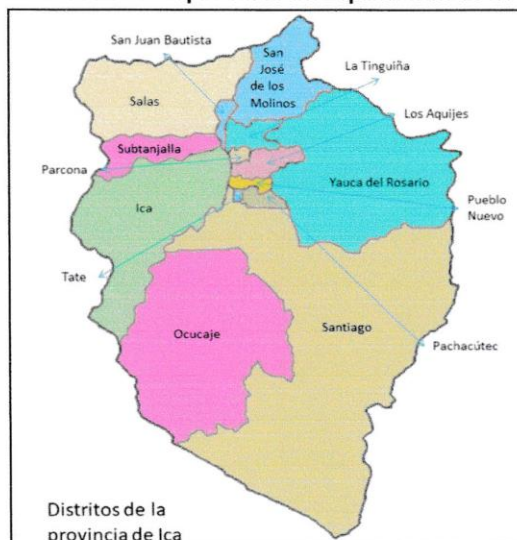 San Juan Bautista
San
José
de los
Molinos
La Tinguiña
Salas
Los Aquijes
Subtanjalla
Parcona
Yauca del Rosario
Ica
Pueblo
Nuevo
Tate
Ocucaje
Santiago
Pachacútec
Distritos de la
provincia de Ica